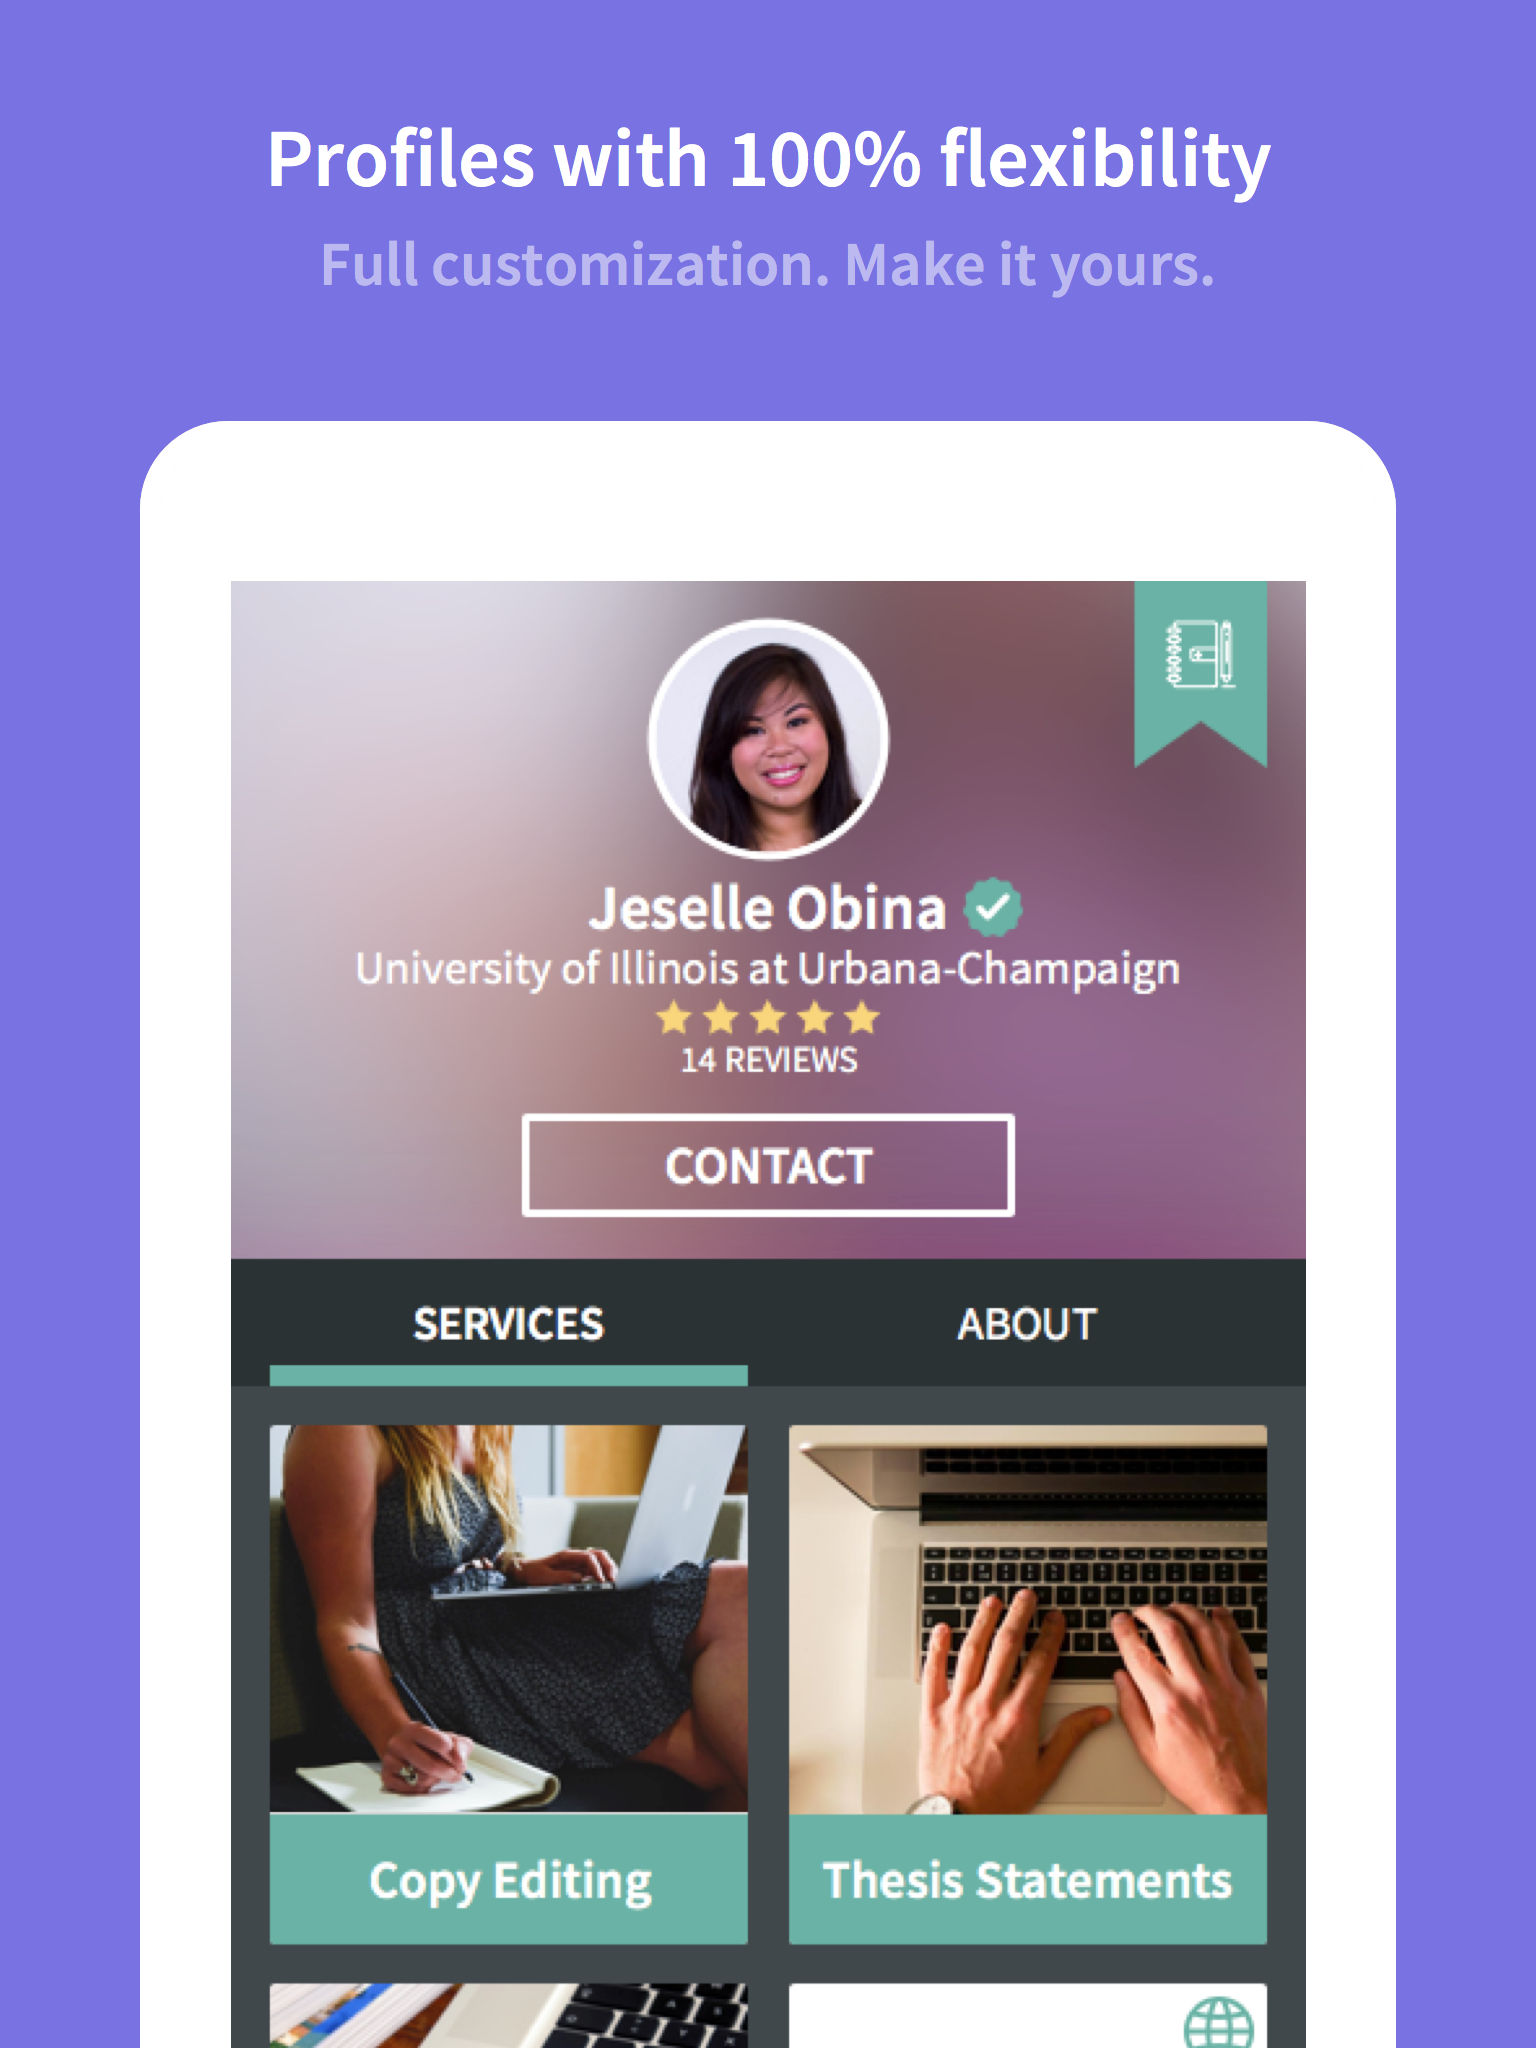 Profiles with 100% flexibility
Full customization. Make it yours.
Jeselle Obina
University of Illinois at Urbana-Champaign
14 REVIEWS
CONTACT
SERVICES
ABOUT
Copy Editing
Thesis Statements